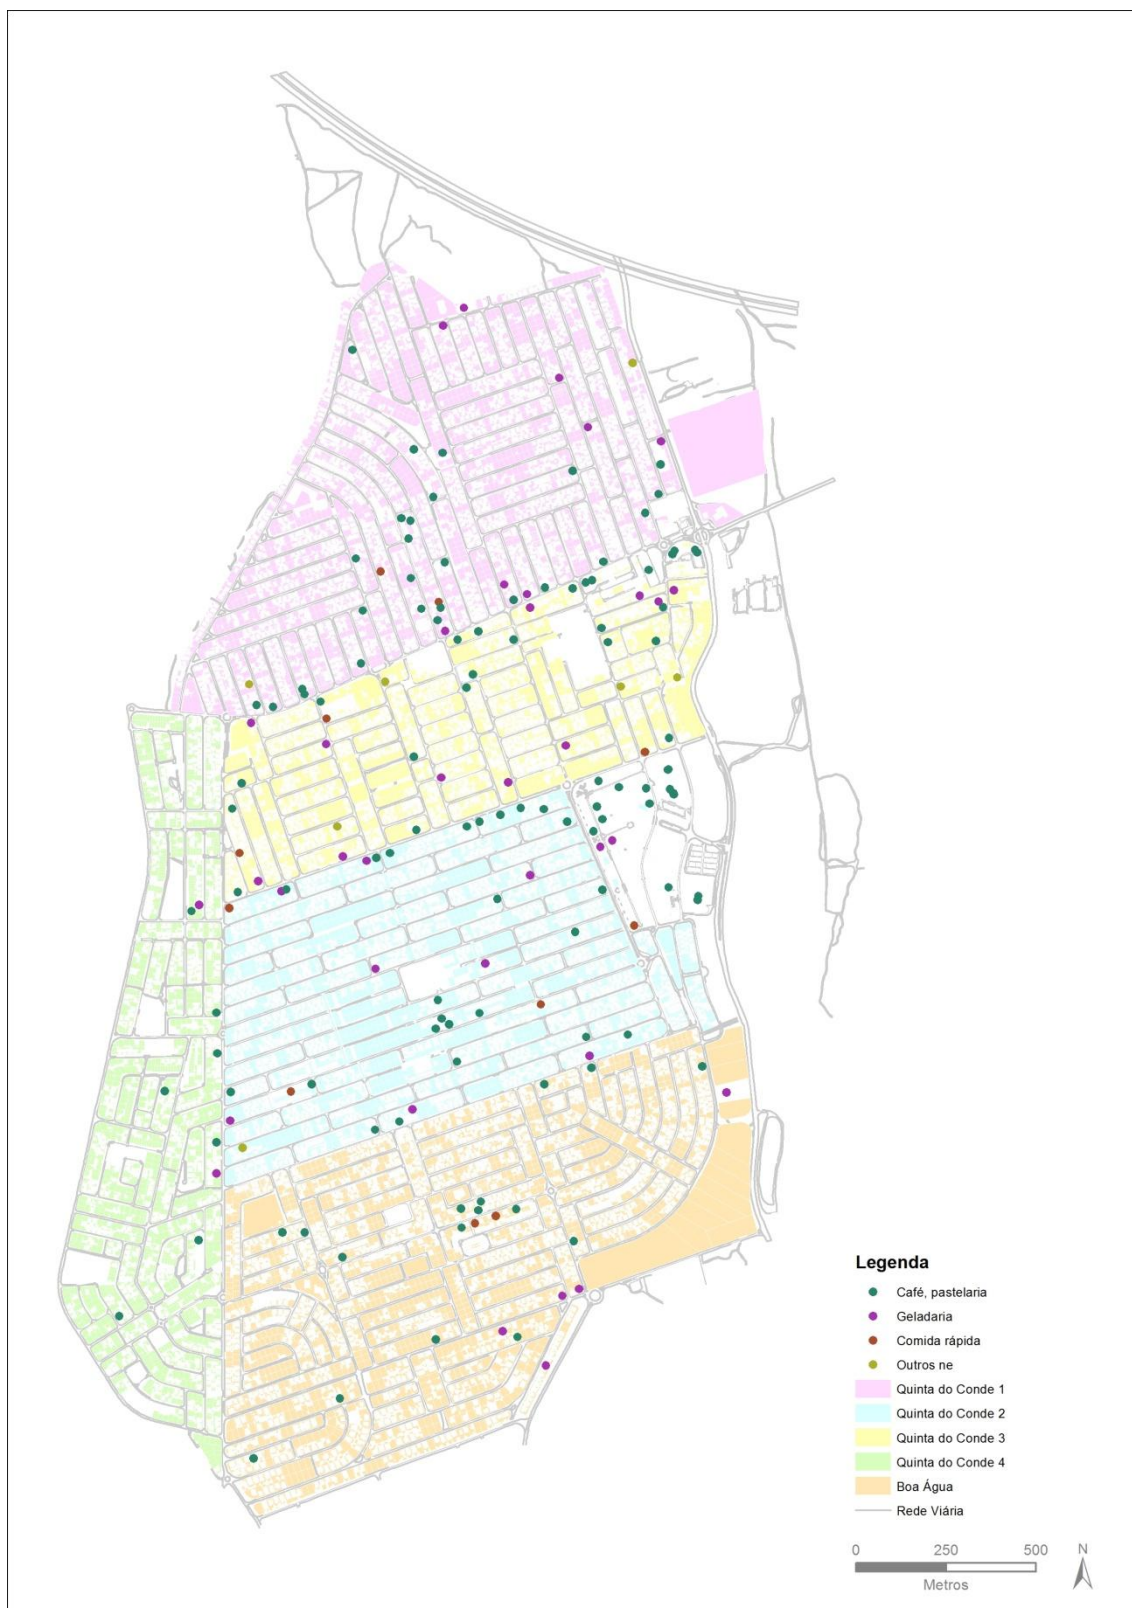 Legenda
Café, pastelaria
Geladaria
Comida rápida
Outros ne
Quinta do Conde 1
Quinta do Conde 2
Quinta do Conde 3
Quinta do Conde 4
Boa Água
Rede Viária
0 250 500
Metros
N